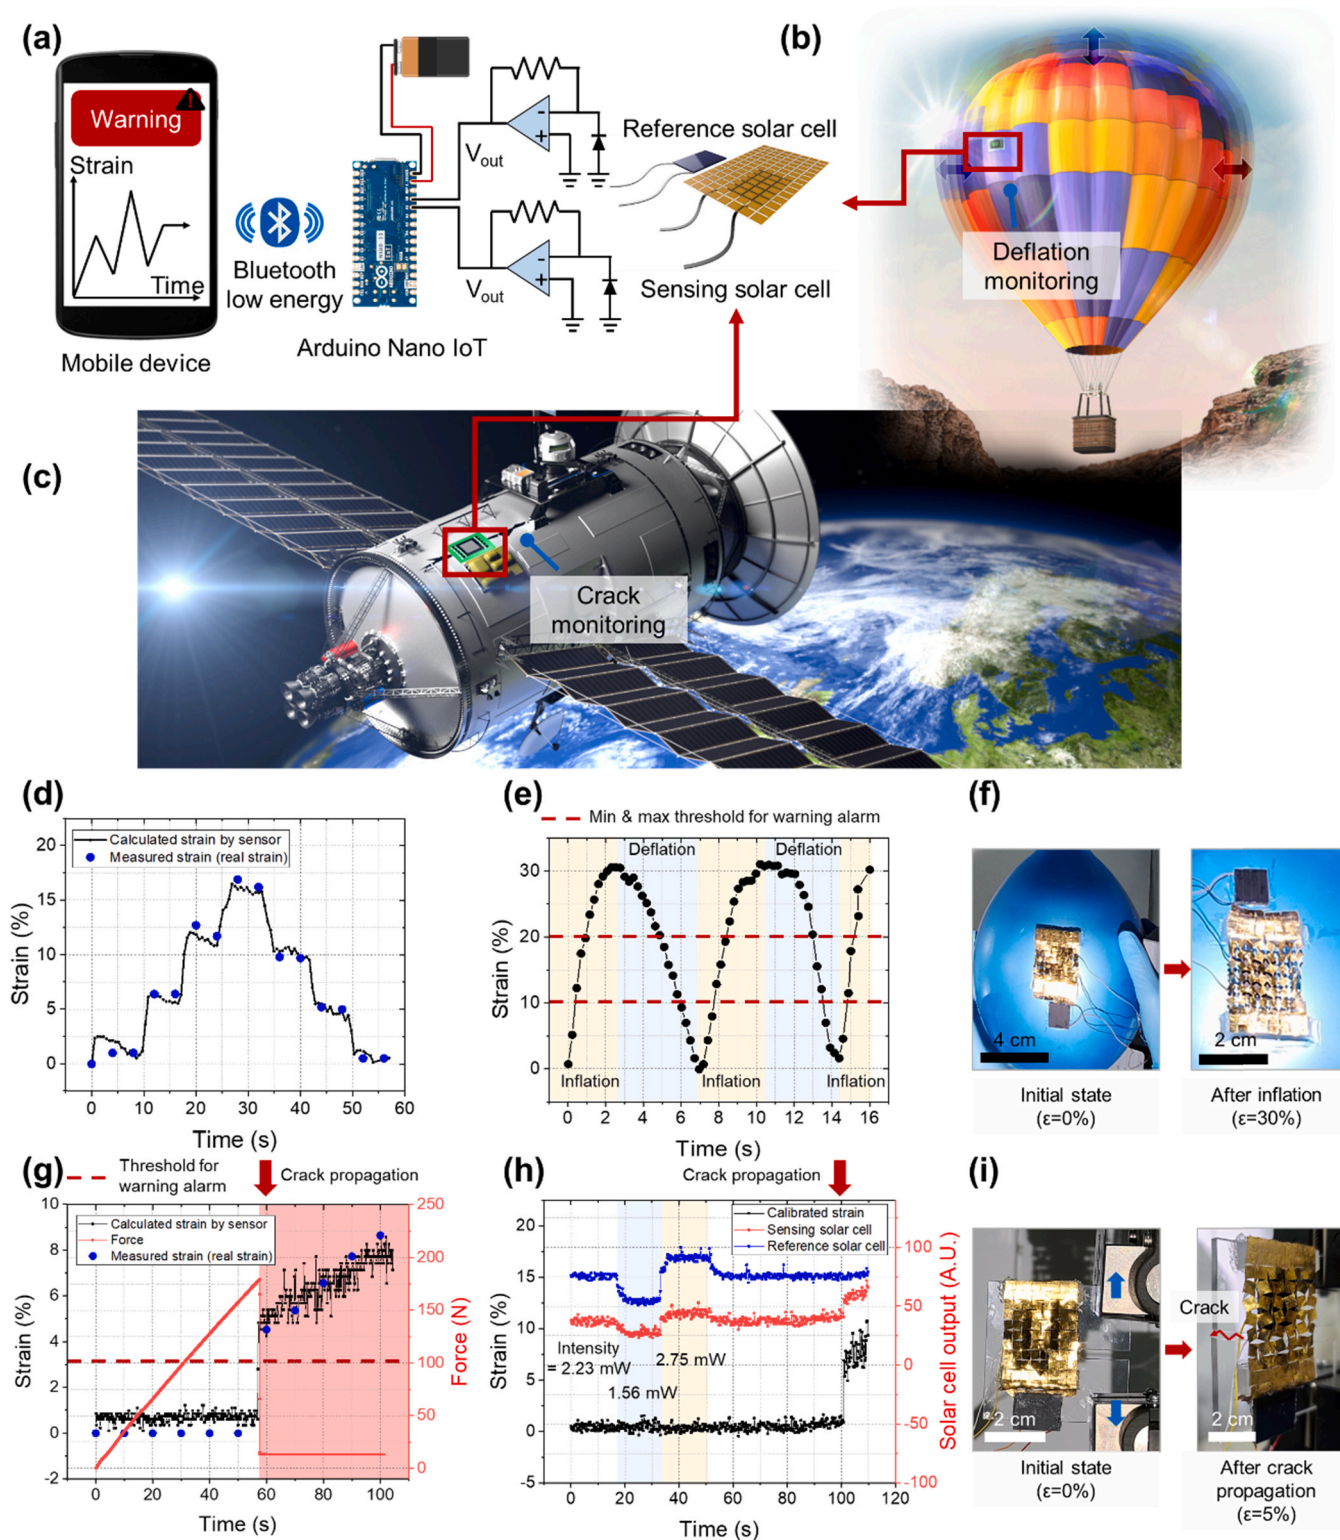 (a)
Warning
!
Strain
Time
Mobile device
Bluetooth
low energy
Arduino Nano IoT
Vout
-
+
Vout
-
+
Reference solar cell
Sensing solar cell
(b)
Deflation
monitoring
(c)
Crack
monitoring
(d)
Calculated strain by sensor
Measured strain (real strain)
20
15
10
5
0
Strain (%)
0 10 20 30 40 50 60
Time (s)
(e)
Min & max threshold for warning alarm
Deflation Deflation
30
20
10
0
Strain (%)
Inflation Inflation Inflation
0 2 4 6 8 10 12 14 16
Time (s)
(f)
4 cm
2 cm
Initial state
(ε=0%)
After inflation
(ε=30%)
(g)
Threshold for
warning alarm
Crack propagation
Calculated strain by sensor
Force
Measured strain (real strain)
10
8
6
4
2
0
-2
Strain (%)
250
200
150
100
50
0
Force (N)
0 20 40 60 80 100
Time (s)
(h)
Crack propagation
Calibrated strain
Sensing solar cell
Reference solar cell
20
15
10
5
0
-5
Strain (%)
Intensity
= 2.23 mW
1.56 mW
2.75 mW
100
50
0
-50
-100
Solar cell output (A.U.)
0 20 40 60 80 100 120
Time (s)
(i)
Crack
2 cm
2 cm
Initial state
(ε=0%)
After crack
propagation
(ε=5%)